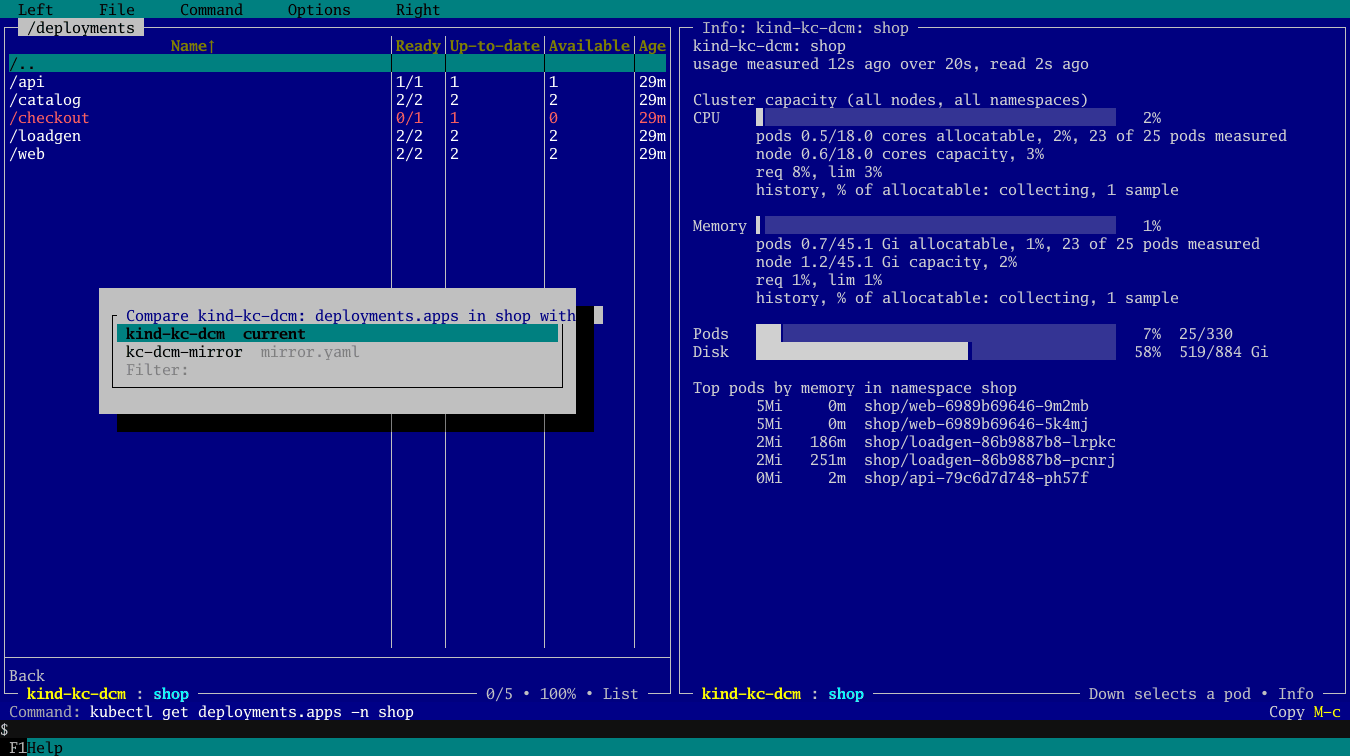 Left File Command Options Right
/deployments
Name↑ Ready Up-to-date Available Age
/..
/api 1/1 1 1 29m
/catalog 2/2 2 2 29m
/checkout 0/1 1 0 29m
/loadgen 2/2 2 2 29m
/web 2/2 2 2 29m
Compare kind-kc-dcm: deployments.apps in shop with
kind-kc-dcm current
kc-dcm-mirror mirror.yaml
Filter:
Back
kind-kc-dcm : shop 0/5 • 100% • List
Info: kind-kc-dcm: shop
kind-kc-dcm: shop
usage measured 12s ago over 20s, read 2s ago
Cluster capacity (all nodes, all namespaces)
CPU 2%
pods 0.5/18.0 cores allocatable, 2%, 23 of 25 pods measured
node 0.6/18.0 cores capacity, 3%
req 8%, lim 3%
history, % of allocatable: collecting, 1 sample
Memory 1%
pods 0.7/45.1 Gi allocatable, 1%, 23 of 25 pods measured
node 1.2/45.1 Gi capacity, 2%
req 1%, lim 1%
history, % of allocatable: collecting, 1 sample
Pods 7% 25/330
Disk 58% 519/884 Gi
Top pods by memory in namespace shop
5Mi 0m shop/web-6989b69646-9m2mb
5Mi 0m shop/web-6989b69646-5k4mj
2Mi 186m shop/loadgen-86b9887b8-lrpkc
2Mi 251m shop/loadgen-86b9887b8-pcnrj
0Mi 2m shop/api-79c6d7d748-ph57f
kind-kc-dcm : shop Down selects a pod • Info
Command: kubectl get deployments.apps -n shop Copy M-c
$
F1Help